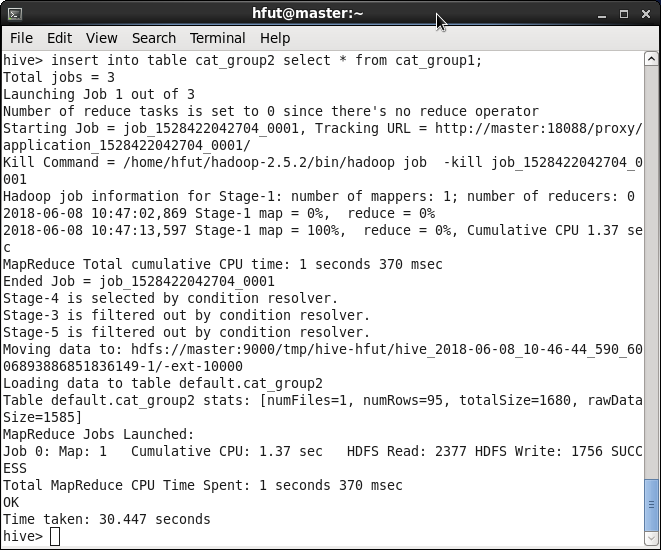 hfut@master:~
File Edit View Search Terminal Help
hive> insert into table cat_group2 select * from cat_group1;
Total jobs = 3
Launching Job 1 out of 3
Number of reduce tasks is set to 0 since there's no reduce operator
Starting Job = job_1528422042704_0001, Tracking URL = http://master:18088/proxy/
application_1528422042704_0001/
Kill Command = /home/hfut/hadoop-2.5.2/bin/hadoop job  -kill job_1528422042704_0
001
Hadoop job information for Stage-1: number of mappers: 1; number of reducers: 0
2018-06-08 10:47:02,869 Stage-1 map = 0%,  reduce = 0%
2018-06-08 10:47:13,597 Stage-1 map = 100%,  reduce = 0%, Cumulative CPU 1.37 se
c
MapReduce Total cumulative CPU time: 1 seconds 370 msec
Ended Job = job_1528422042704_0001
Stage-4 is selected by condition resolver.
Stage-3 is filtered out by condition resolver.
Stage-5 is filtered out by condition resolver.
Moving data to: hdfs://master:9000/tmp/hive-hfut/hive_2018-06-08_10-46-44_590_60
06893886851836149-1/-ext-10000
Loading data to table default.cat_group2
Table default.cat_group2 stats: [numFiles=1, numRows=95, totalSize=1680, rawData
Size=1585]
MapReduce Jobs Launched:
Job 0: Map: 1   Cumulative CPU: 1.37 sec   HDFS Read: 2377 HDFS Write: 1756 SUCC
ESS
Total MapReduce CPU Time Spent: 1 seconds 370 msec
OK
Time taken: 30.447 seconds
hive>